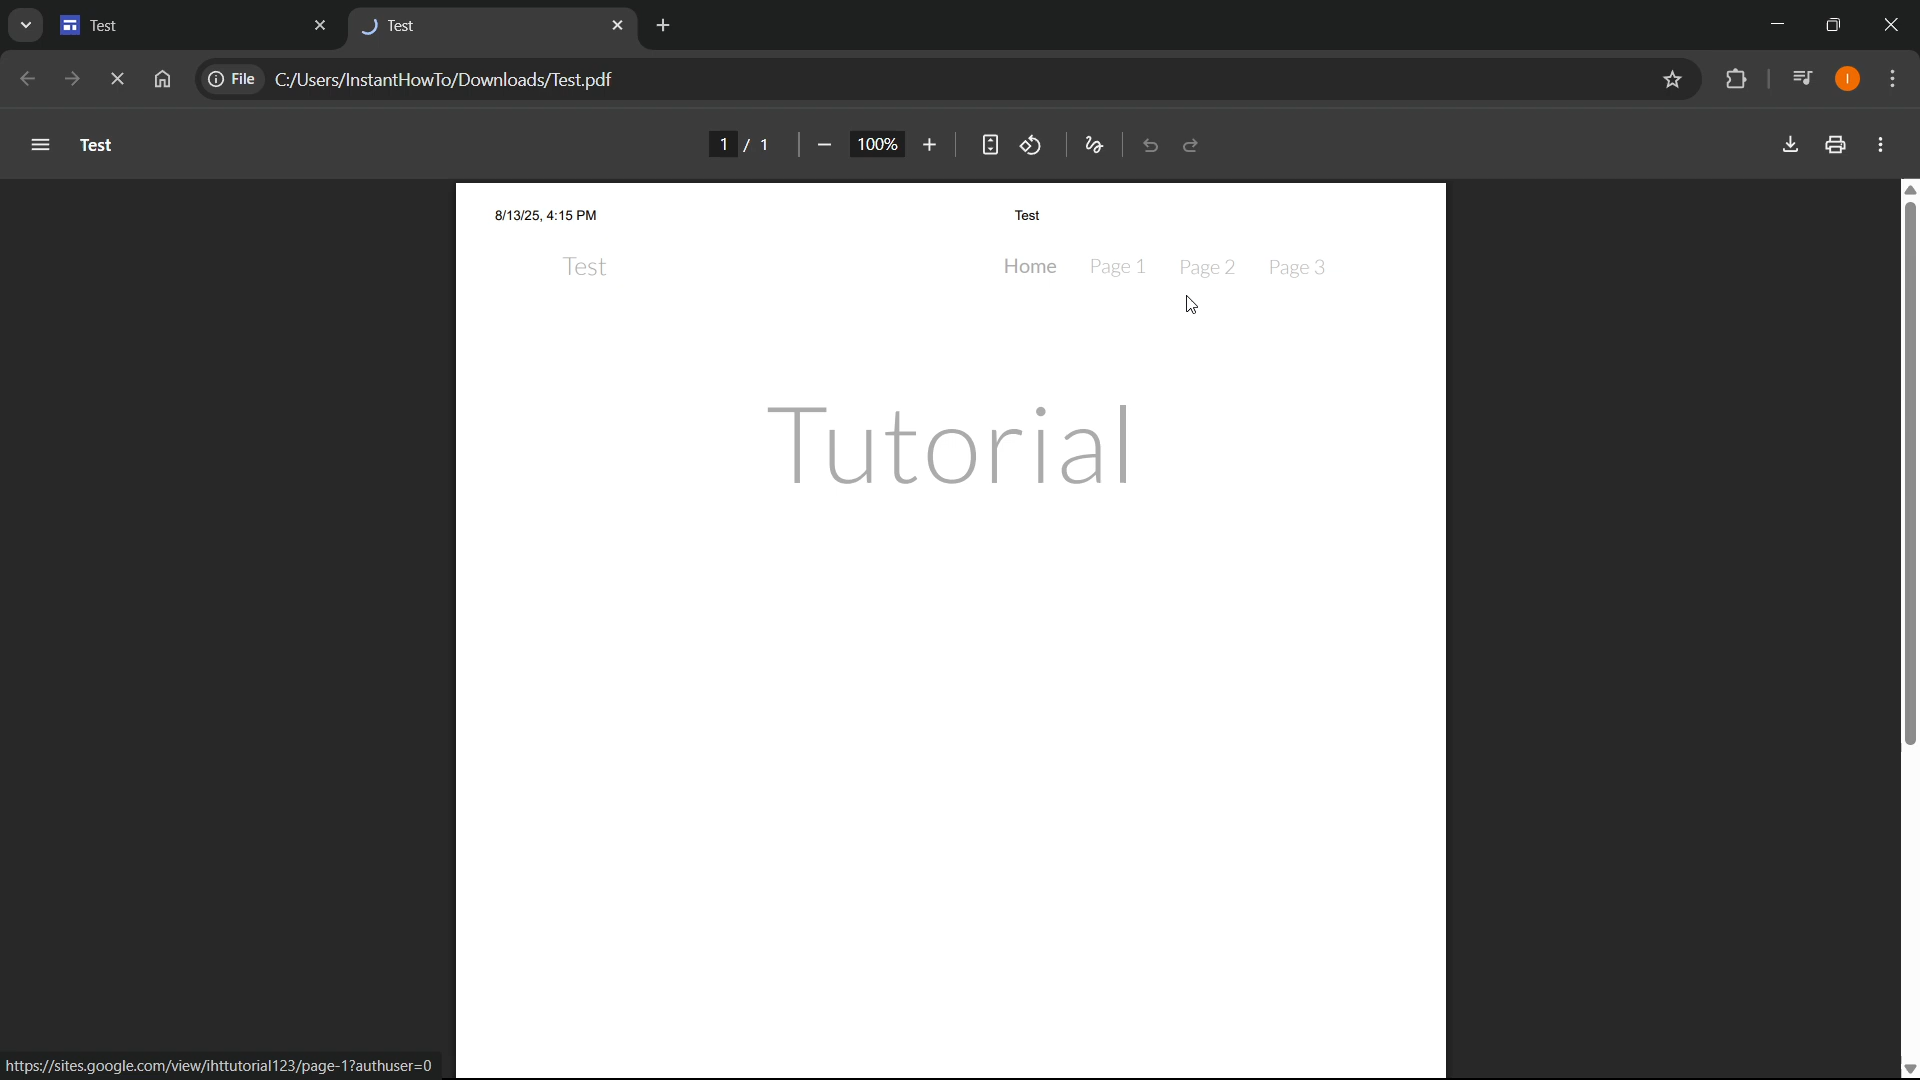 Test
Test
File
C:/Users/InstantHowTo/Downloads/Test.pdf
I
Test
1 / 1
100%
8/13/25, 4:15 PM
Test
Test
Home
Page 1
Page 2
Page 3
Tutorial
https://sites.google.com/view/ihttutorial123/page-1?authuser=0